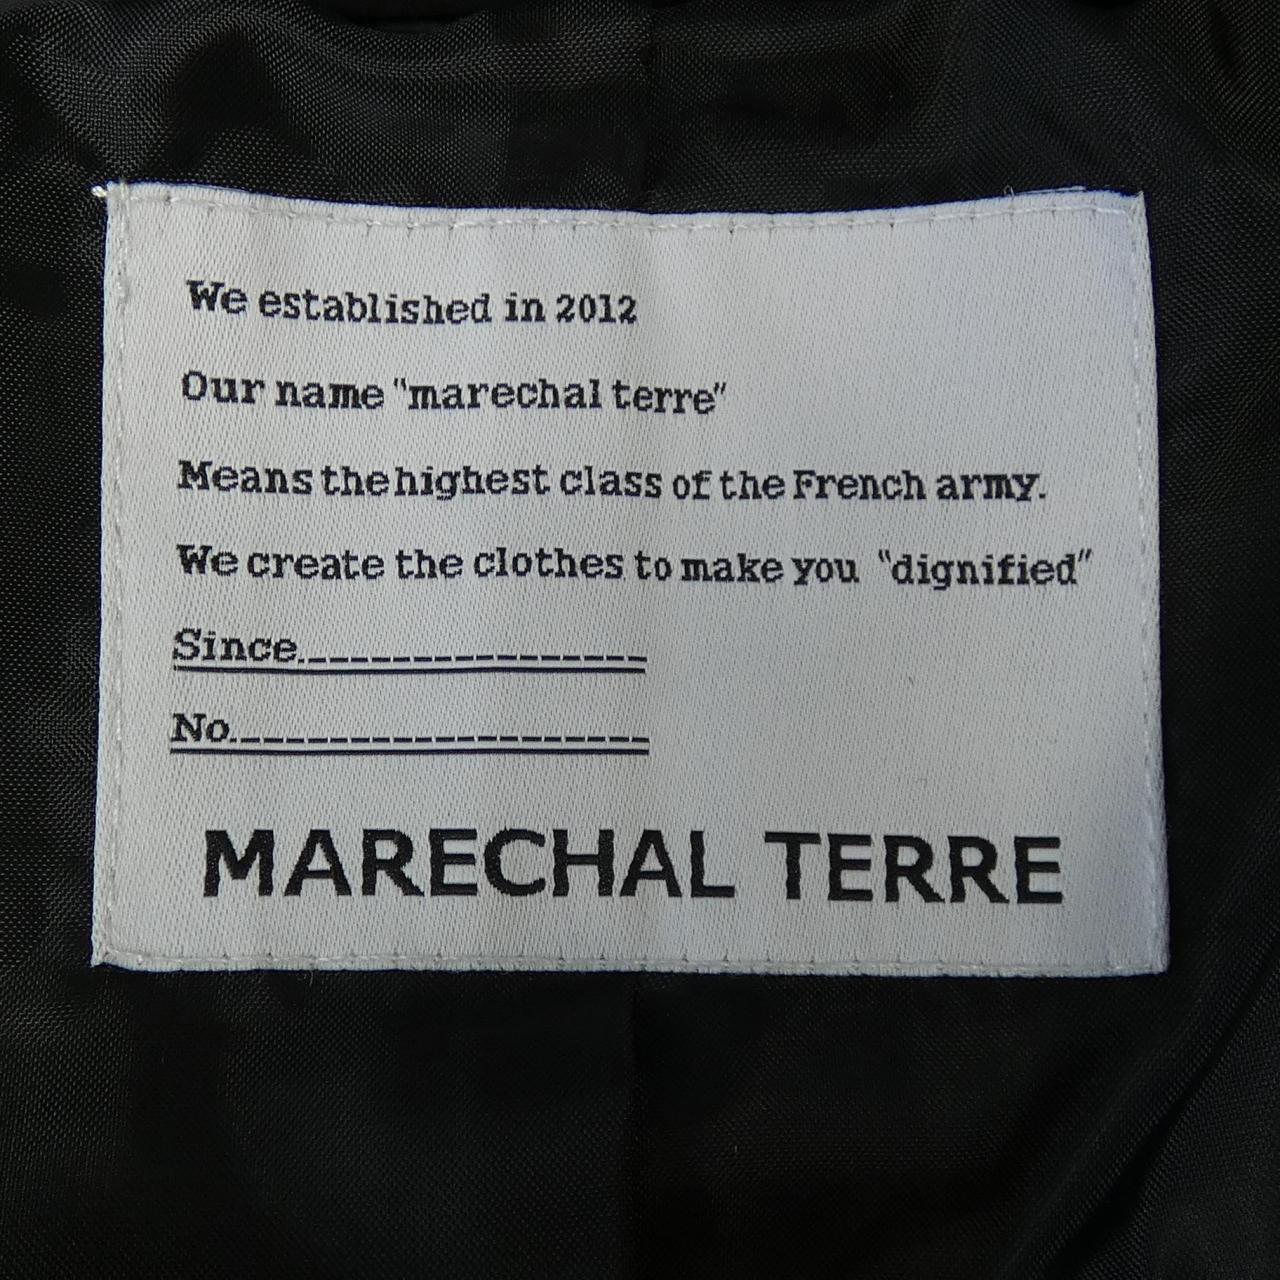 We established in 2012
Our name “marechal terre”
Means the highest class of the French army.
We create the clothes to make you “dignified”
Since
No.
MARECHAL TERRE